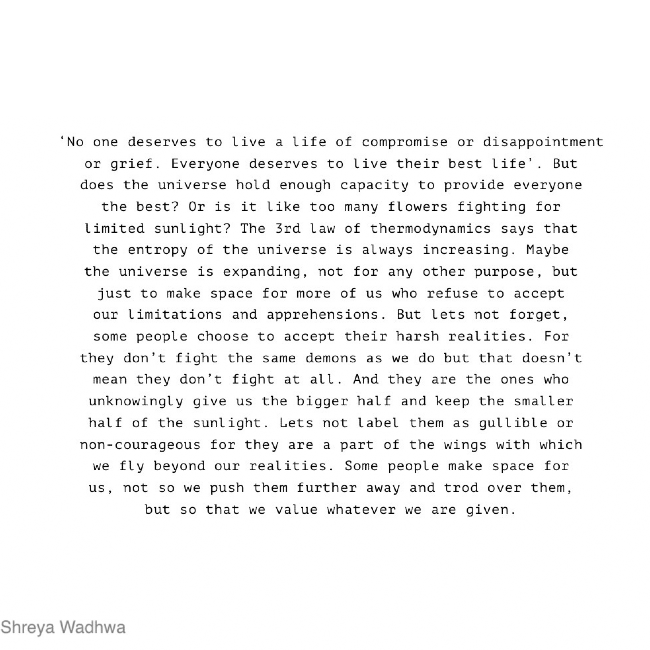 ‘No one deserves to live a life of compromise or disappointment
or grief. Everyone deserves to live their best life'. But
does the universe hold enough capacity to provide everyone
the best? Or is it like too many flowers fighting for
limited sunlight? The 3rd law of thermodynamics says that
the entropy of the universe is always increasing. Maybe
the universe is expanding, not for any other purpose, but
just to make space for more of us who refuse to accept
our limitations and apprehensions. But lets not forget,
some people choose to accept their harsh realities. For
they don’t fight the same demons as we do but that doesn’t
mean they don’t fight at all. And they are the ones who
unknowingly give us the bigger half and keep the smaller
half of the sunlight. Lets not label them as gullible or
non-courageous for they are a part of the wings with which
we fly beyond our realities. Some people make space for
us, not so we push them further away and trod over them,
but so that we value whatever we are given.
Shreya Wadhwa